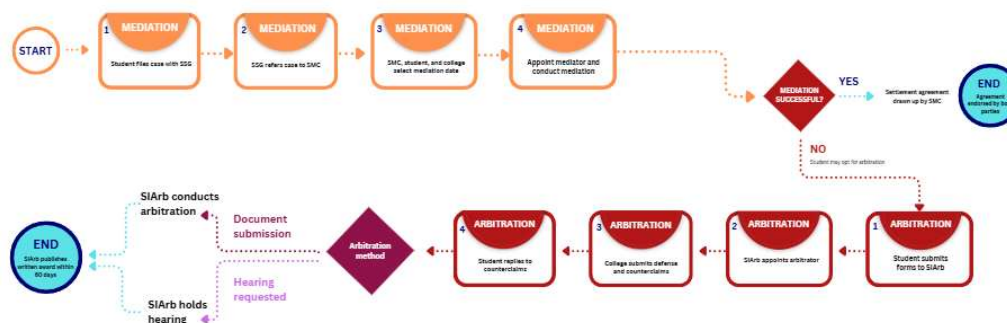 START
1
MEDIATION
Student files case with SSG
2
MEDIATION
SSG refers case to SMC
3
MEDIATION
SMC, student, and college
select mediation date
4
MEDIATION
Appoint mediator and
conduct mediation
MEDIATION
SUCCESSFUL?
YES
Settlement agreement
drawn up by SMC
END
Agreement
endorsed by both
parties
NO
Student may opt for arbitration
1
ARBITRATION
Student submits
forms to SIArb
2
ARBITRATION
SIArb appoints arbitrator
3
ARBITRATION
College submits defense
and counterclaims
4
ARBITRATION
Student replies to
counterclaims
Arbitration
method
Document
submission
SIArb conducts
arbitration
Hearing
requested
SIArb holds
hearing
END
SIArb publishes
written award within
60 days